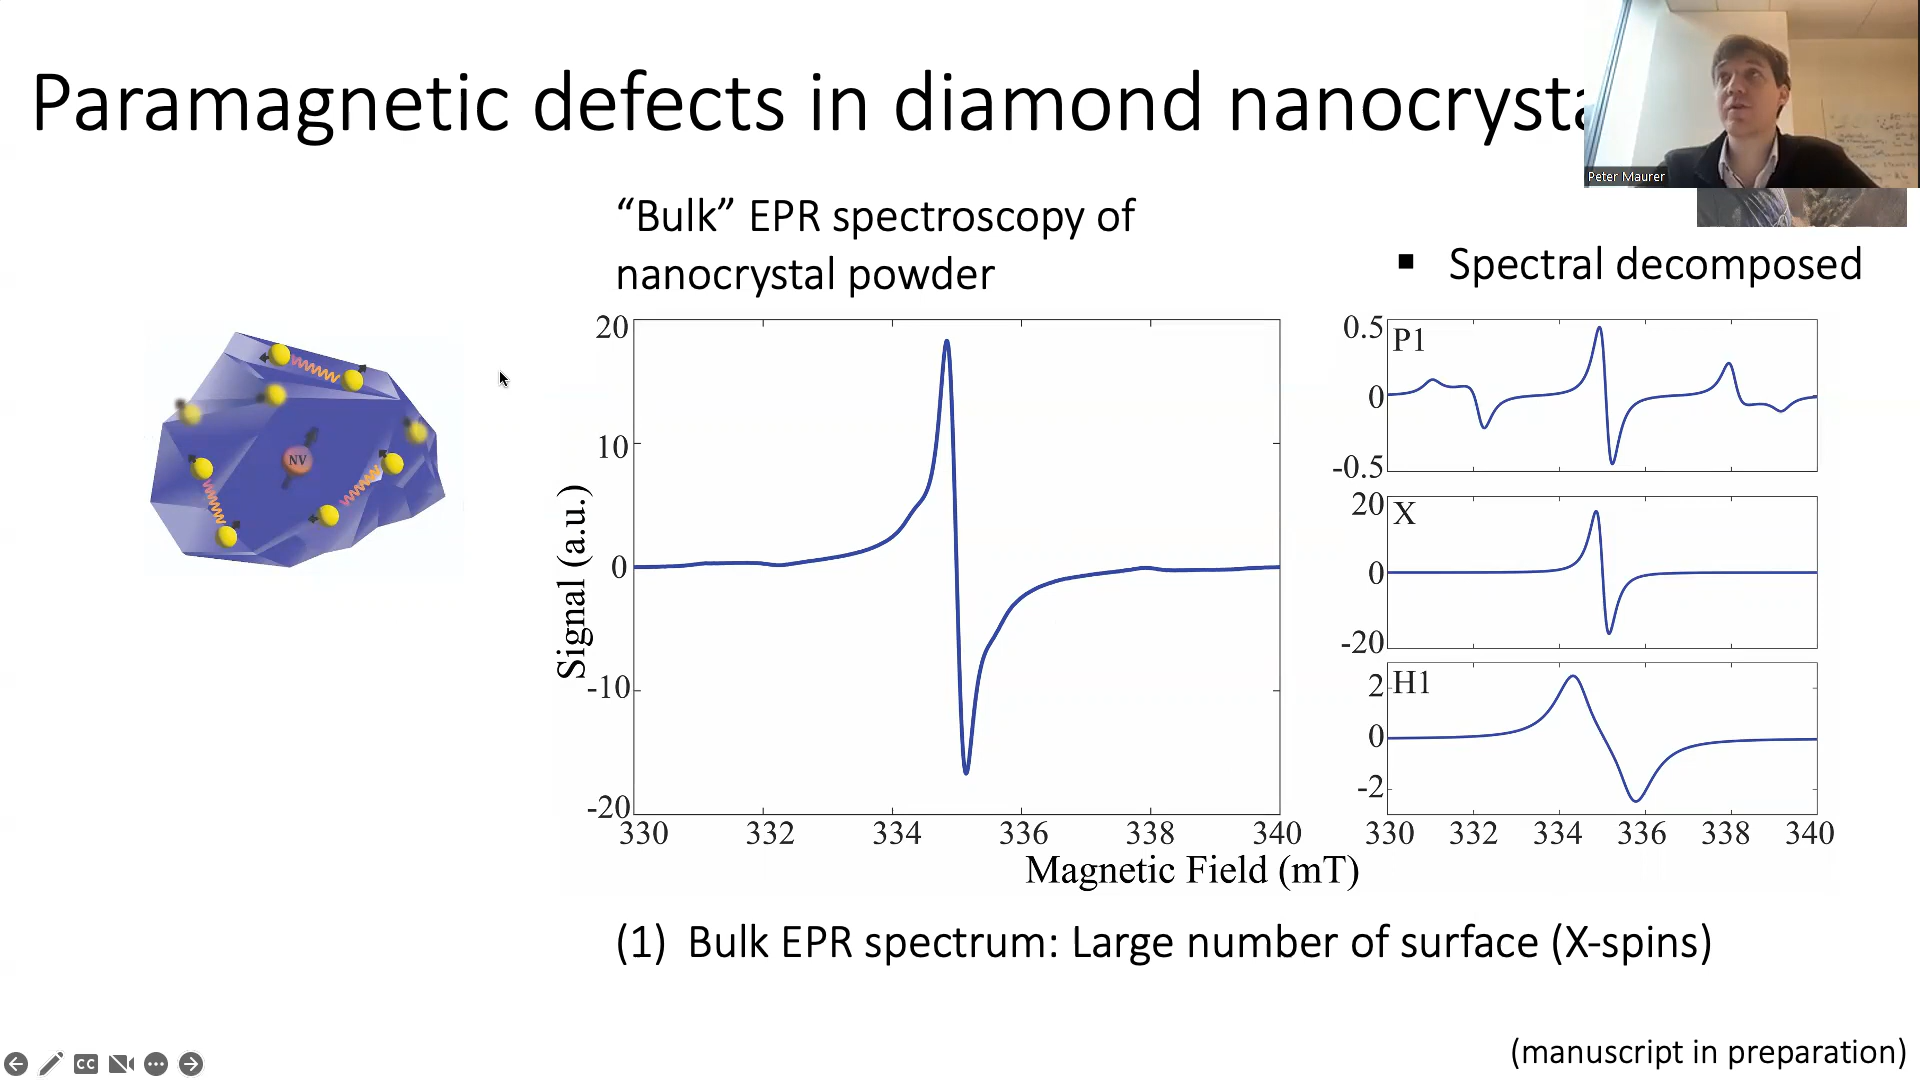 Paramagnetic defects in diamond nanocrysta
Peter Maurer
“Bulk” EPR spectroscopy of
nanocrystal powder
▪ Spectral decomposed
NV
Signal (a.u.)
20
10
0
-10
-20
330 332 334 336 338 340
P1
0.5
0
-0.5
X
20
0
-20
H1
2
0
-2
330 332 334 336 338 340
Magnetic Field (mT)
(1) Bulk EPR spectrum: Large number of surface (X-spins)
(manuscript in preparation)
CC